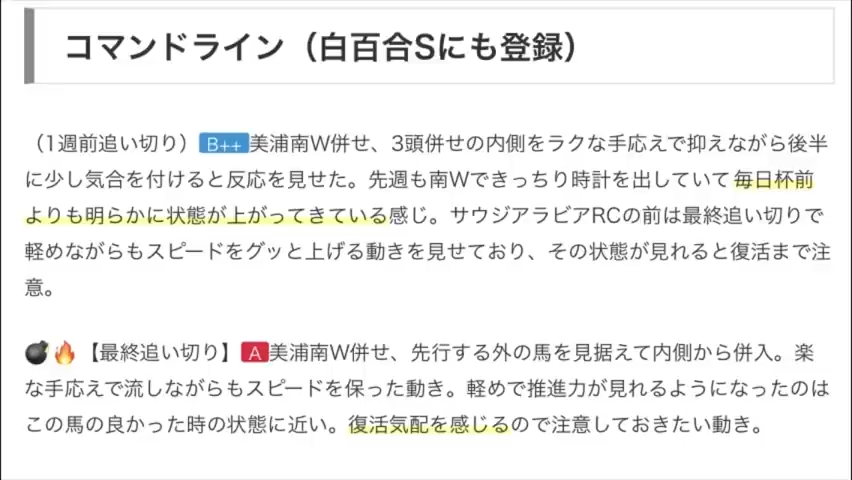 コマンドライン（白百合Sにも登録）
（1週前追い切り）B++美浦南W併せ、3頭併せの内側をラクな手応えで抑えながら後半
に少し気合を付けると反応を見せた。先週も南Wできっちり時計を出していて毎日杯前
よりも明らかに状態が上がってきている感じ。サウジアラビアRCの前は最終追い切りで
軽めながらもスピードをグッと上げる動きを見せており、その状態が見れると復活まで注
意。
💣🔥【最終追い切り】A美浦南W併せ、先行する外の馬を見据えて内側から併入。楽
な手応えで流しながらもスピードを保った動き。軽めで推進力が見れるようになったのは
この馬の良かった時の状態に近い。復活気配を感じるので注意しておきたい動き。